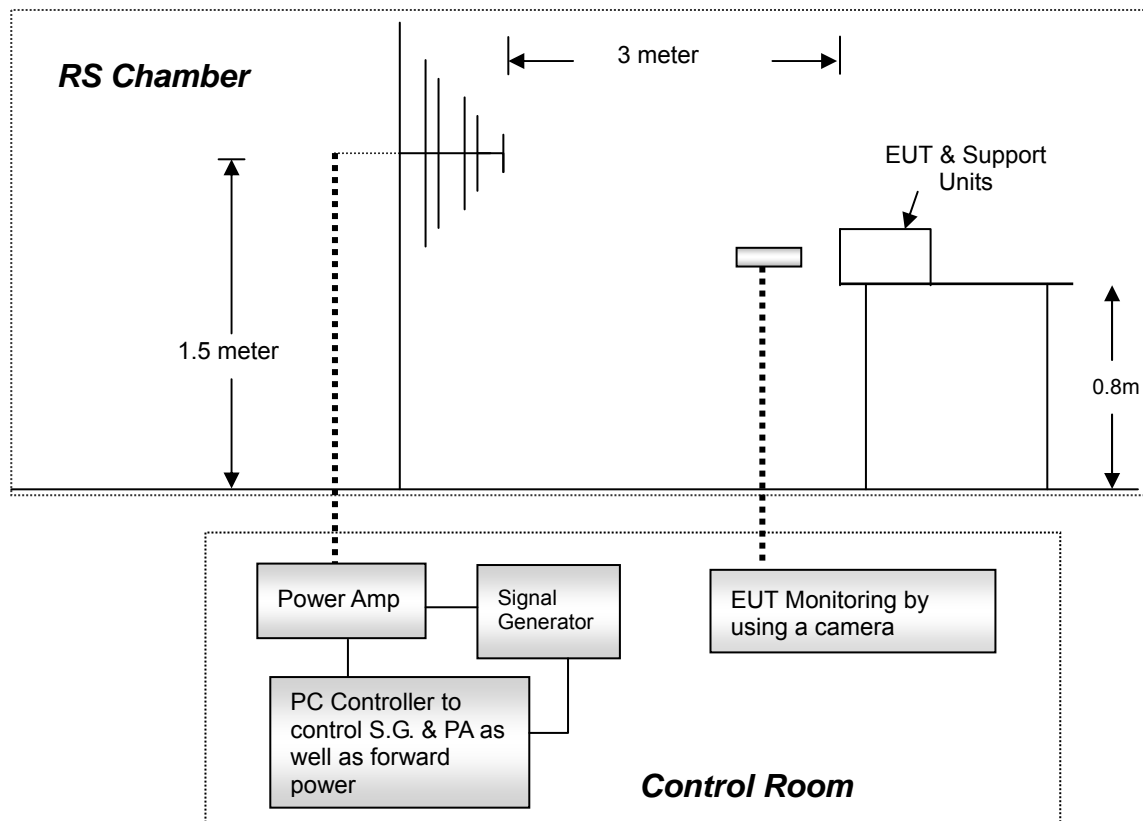 3 meter
RS Chamber
EUT & Support
Units
1.5 meter
0.8m
Power Amp
Signal
Generator
EUT Monitoring by
using a camera
PC Controller to
control S.G. & PA as
well as forward
power
Control Room